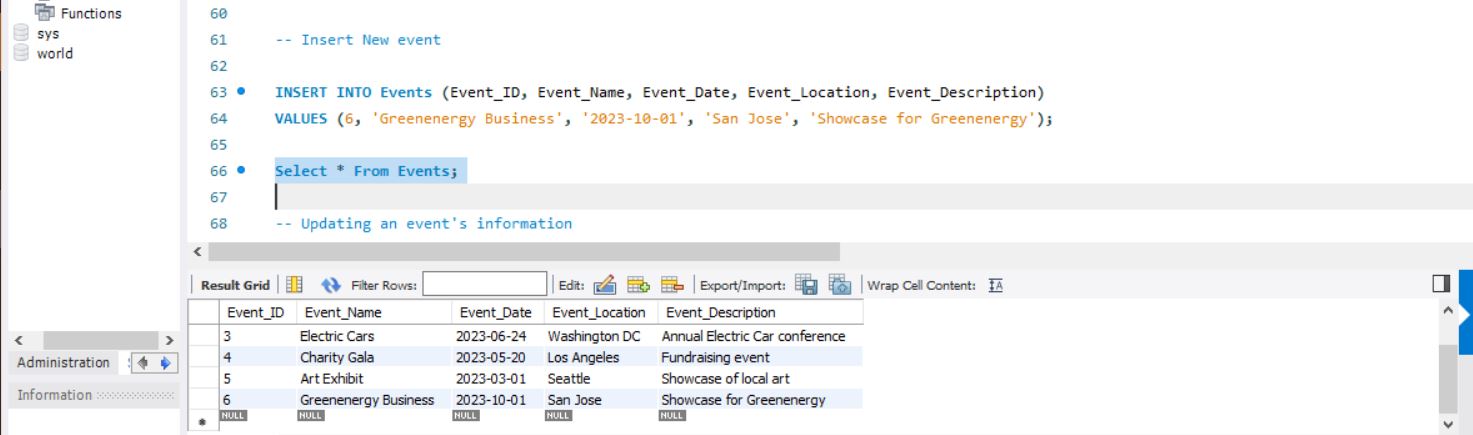 Functions
sys
world
Administration
Information
60
61 -- Insert New event
62
63 INSERT INTO Events (Event_ID, Event_Name, Event_Date, Event_Location, Event_Description)
64 VALUES (6, 'Greenenergy Business', '2023-10-01', 'San Jose', 'Showcase for Greenenergy');
65
66 Select * From Events;
67
68 -- Updating an event's information
Result Grid Filter Rows: Edit: Export/Import: Wrap Cell Content: IA
Event_ID Event_Name Event_Date Event_Location Event_Description
3 Electric Cars 2023-06-24 Washington DC Annual Electric Car conference
4 Charity Gala 2023-05-20 Los Angeles Fundraising event
5 Art Exhibit 2023-03-01 Seattle Showcase of local art
6 Greenenergy Business 2023-10-01 San Jose Showcase for Greenenergy
NULL NULL NULL NULL NULL